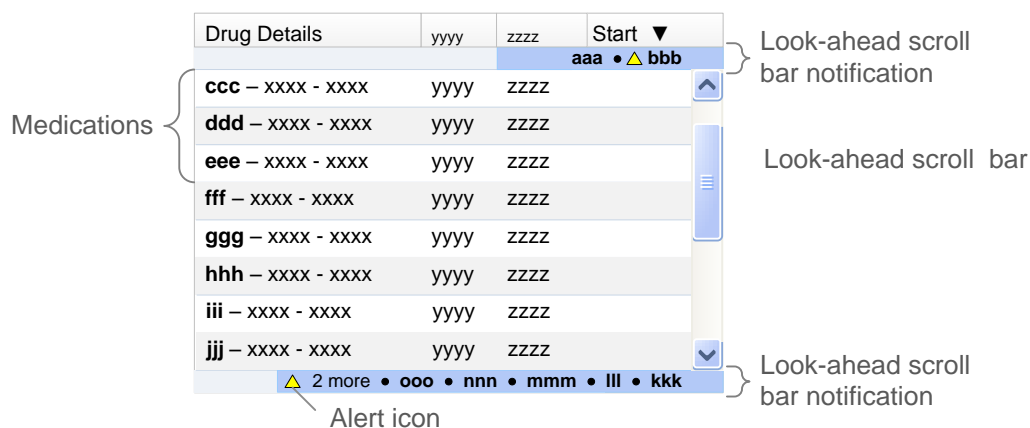 Drug Details yyyy zzzz Start ▼
aaa • bbb
Look-ahead scroll
bar notification
ccc – xxxx - xxxx yyyy zzzz
Medications
ddd – xxxx - xxxx yyyy zzzz
eee – xxxx - xxxx yyyy zzzz
Look-ahead scroll bar
fff – xxxx - xxxx yyyy zzzz
ggg – xxxx - xxxx yyyy zzzz
hhh – xxxx - xxxx yyyy zzzz
iii – xxxx - xxxx yyyy zzzz
jjj – xxxx - xxxx yyyy zzzz
2 more • ooo • nnn • mmm • lll • kkk
Look-ahead scroll
bar notification
Alert icon